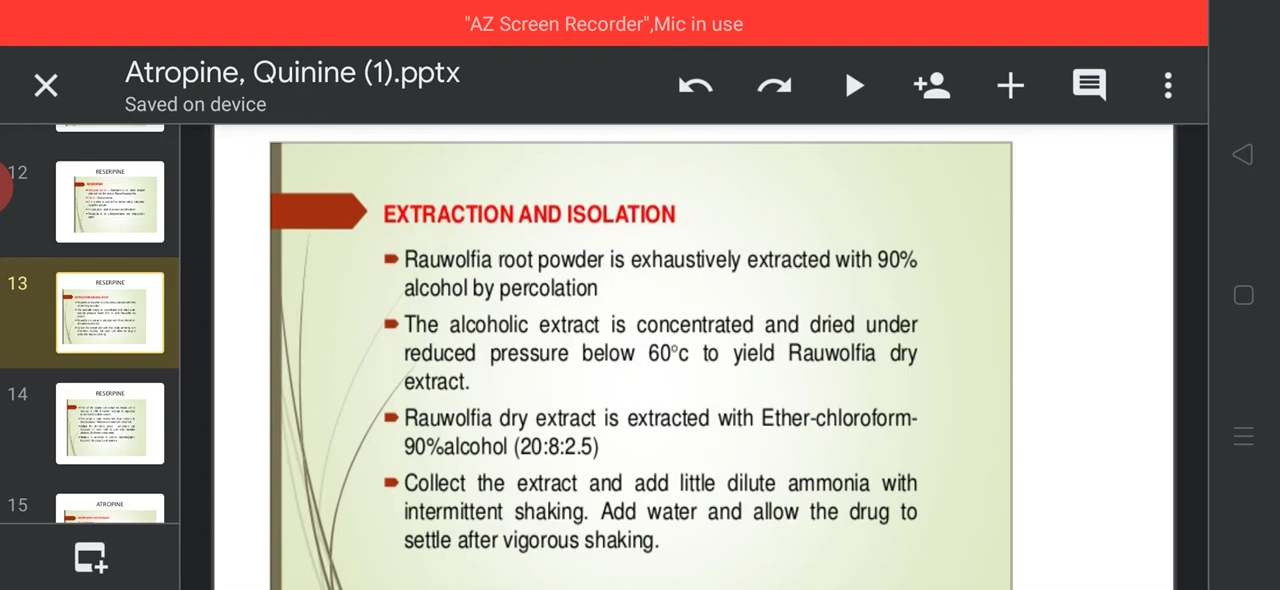 "AZ Screen Recorder",Mic in use
Atropine, Quinine (1).pptx
Saved on device
12
RESERPINE
13
RESERPINE
14
RESERPINE
15
ATROPINE
EXTRACTION AND ISOLATION
Rauwolfia root powder is exhaustively extracted with 90%
alcohol by percolation
The alcoholic extract is concentrated and dried under
reduced pressure below 60°c to yield Rauwolfia dry
extract.
Rauwolfia dry extract is extracted with Ether-chloroform-
90%alcohol (20:8:2.5)
Collect the extract and add little dilute ammonia with
intermittent shaking. Add water and allow the drug to
settle after vigorous shaking.